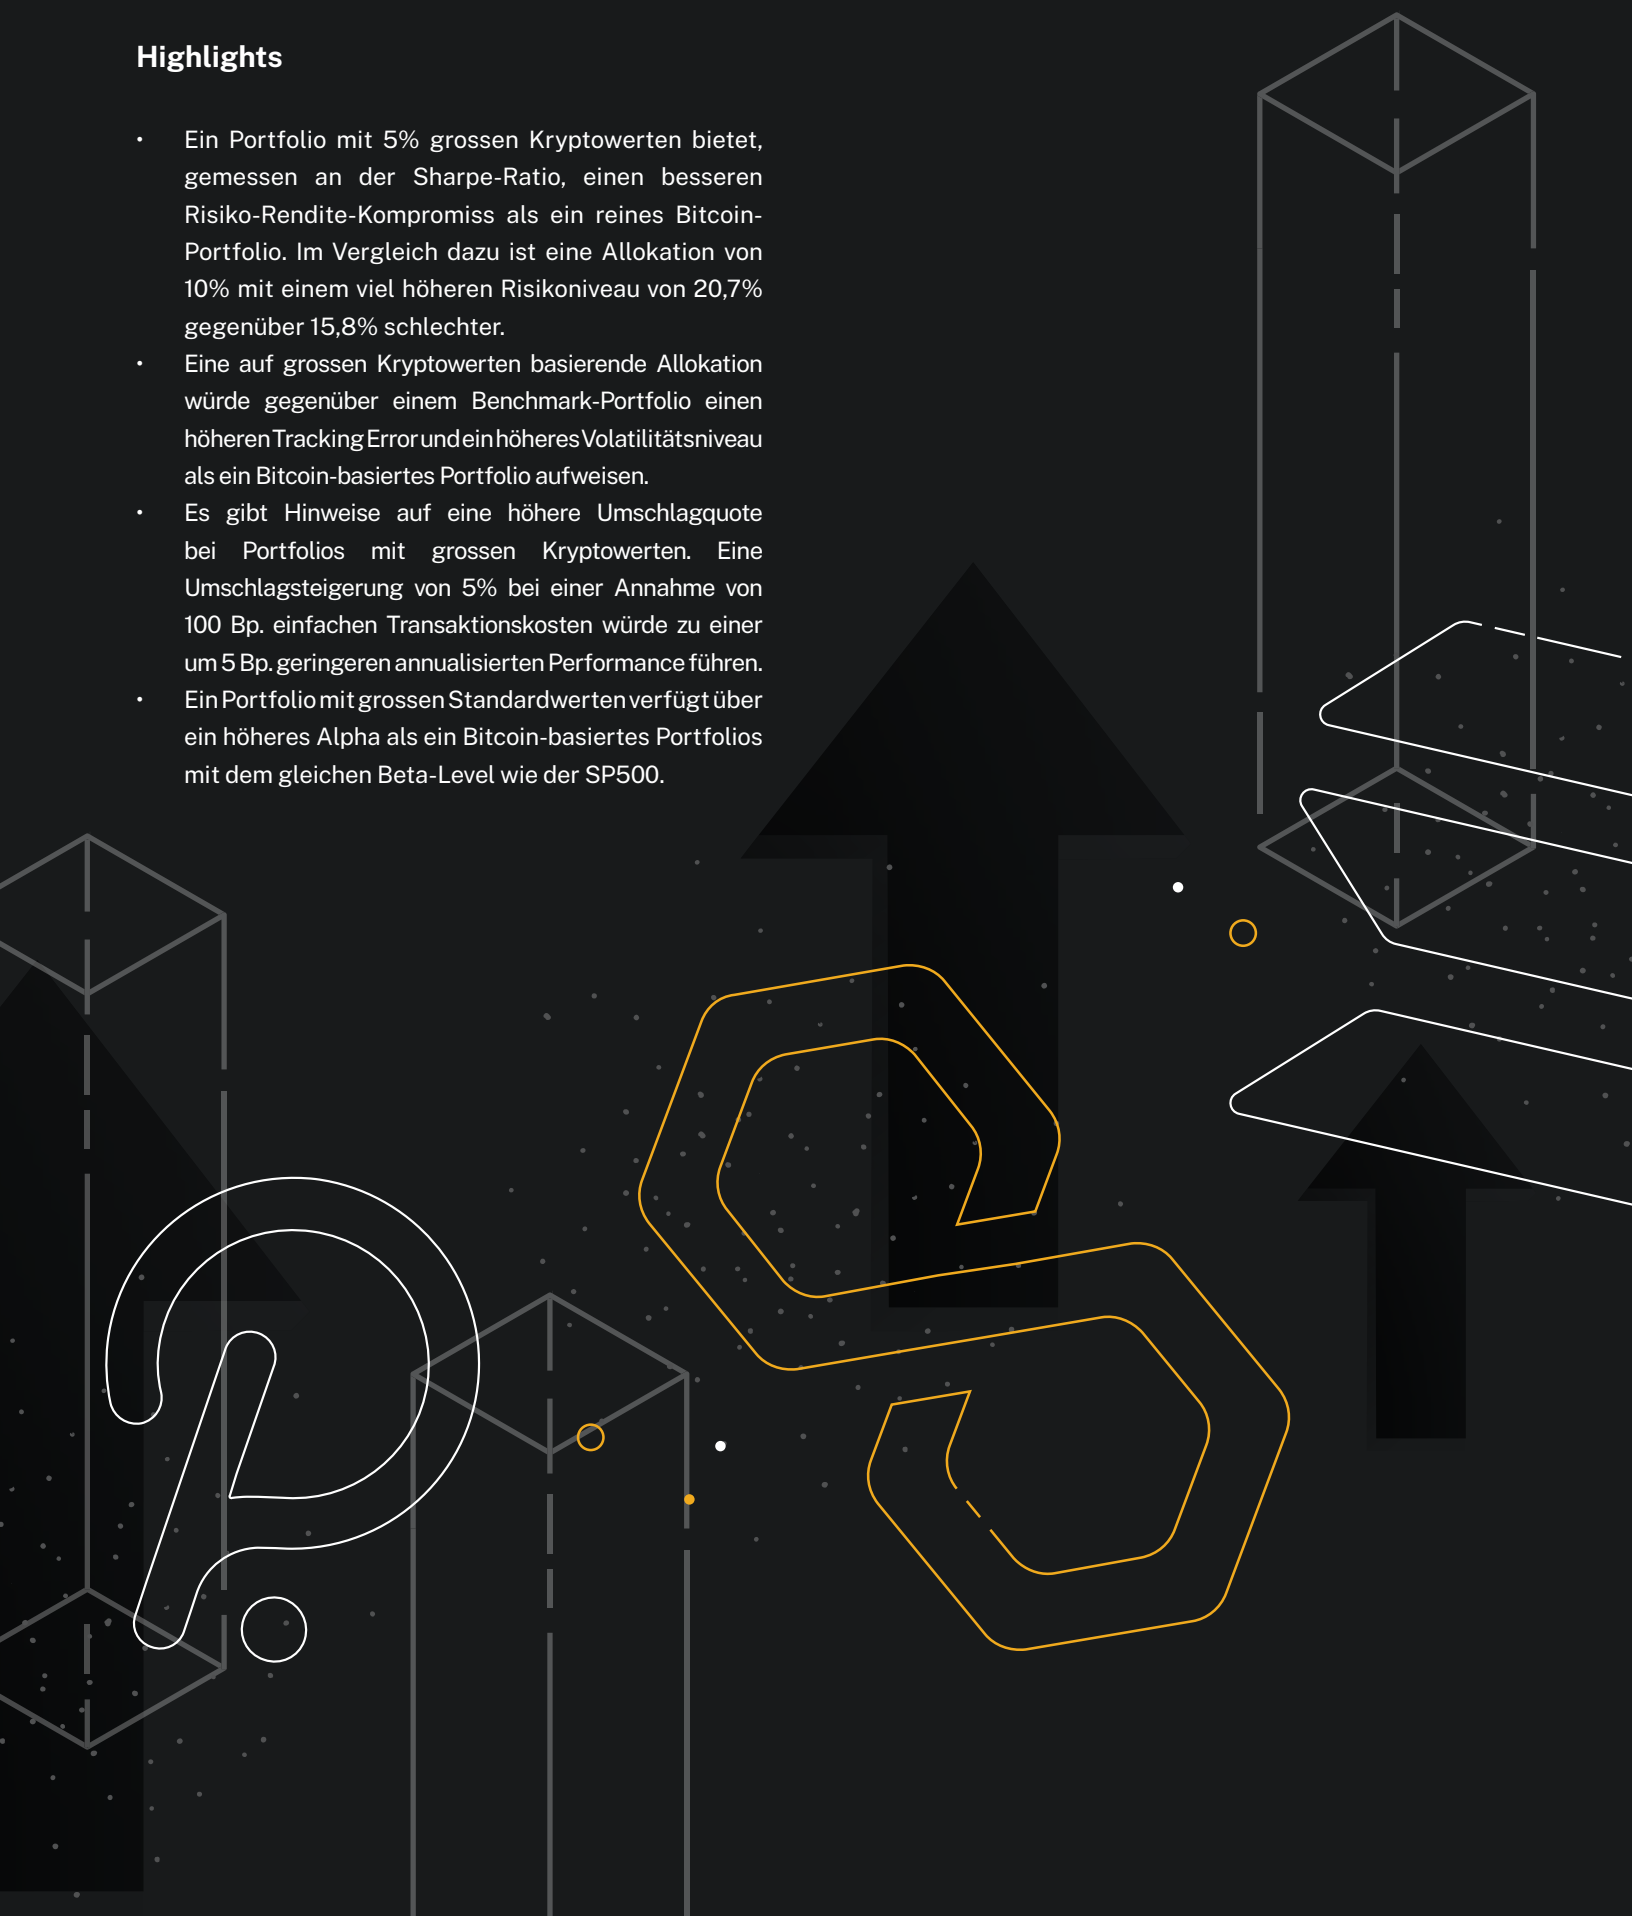 Highlights
• Ein Portfolio mit 5% grossen Kryptowerten bietet,
gemessen an der Sharpe-Ratio, einen besseren
Risiko-Rendite-Kompromiss als ein reines Bitcoin-
Portfolio. Im Vergleich dazu ist eine Allokation von
10% mit einem viel höheren Risikoniveau von 20,7%
gegenüber 15,8% schlechter.
• Eine auf grossen Kryptowerten basierende Allokation
würde gegenüber einem Benchmark-Portfolio einen
höheren Tracking Error und ein höheres Volatilitätsniveau
als ein Bitcoin-basiertes Portfolio aufweisen.
• Es gibt Hinweise auf eine höhere Umschlagquote
bei Portfolios mit grossen Kryptowerten. Eine
Umschlagsteigerung von 5% bei einer Annahme von
100 Bp. einfachen Transaktionskosten würde zu einer
um 5 Bp. geringeren annualisierten Performance führen.
• Ein Portfolio mit grossen Standardwerten verfügt über
ein höheres Alpha als ein Bitcoin-basiertes Portfolios
mit dem gleichen Beta-Level wie der SP500.